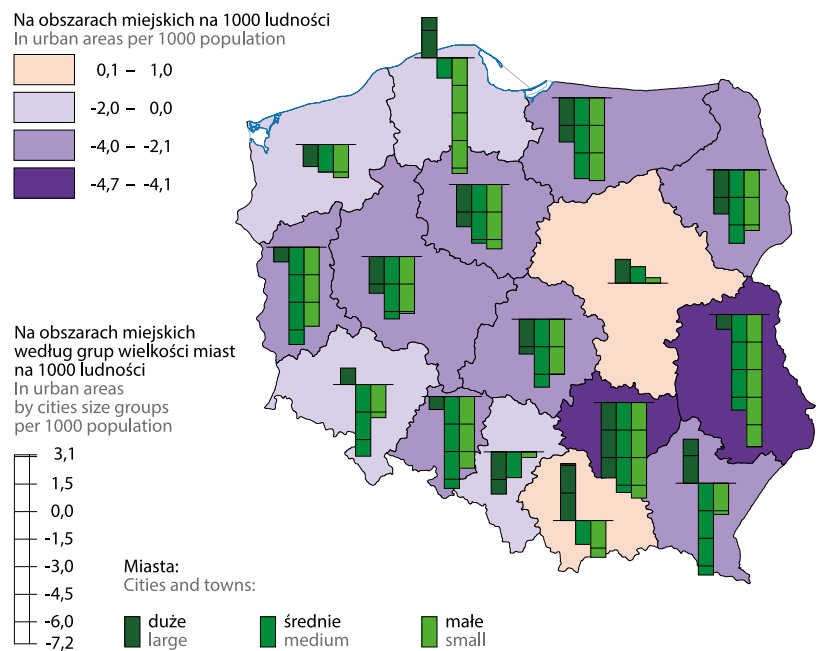 Na obszarach miejskich na 1000 ludności
In urban areas per 1000 population
0,1 – 1,0
-2,0 – 0,0
-4,0 – -2,1
-4,7 – -4,1
Na obszarach miejskich
według grup wielkości miast
na 1000 ludności
In urban areas
by cities size groups
per 1000 population
3,1
1,5
0,0
-1,5
-3,0
-4,5
-6,0
-7,2
Miasta:
Cities and towns:
duże
large
średnie
medium
małe
small